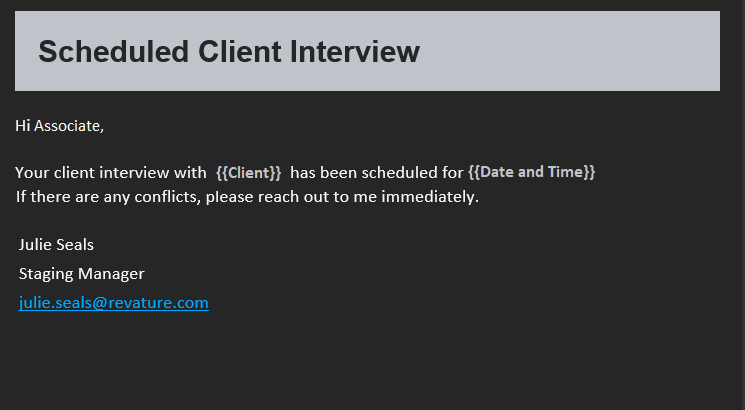 Scheduled Client Interview
Hi Associate,
Your client interview with {{Client}} has been scheduled for {{Date and Time}}
If there are any conflicts, please reach out to me immediately.
Julie Seals
Staging Manager
julie.seals@revature.com